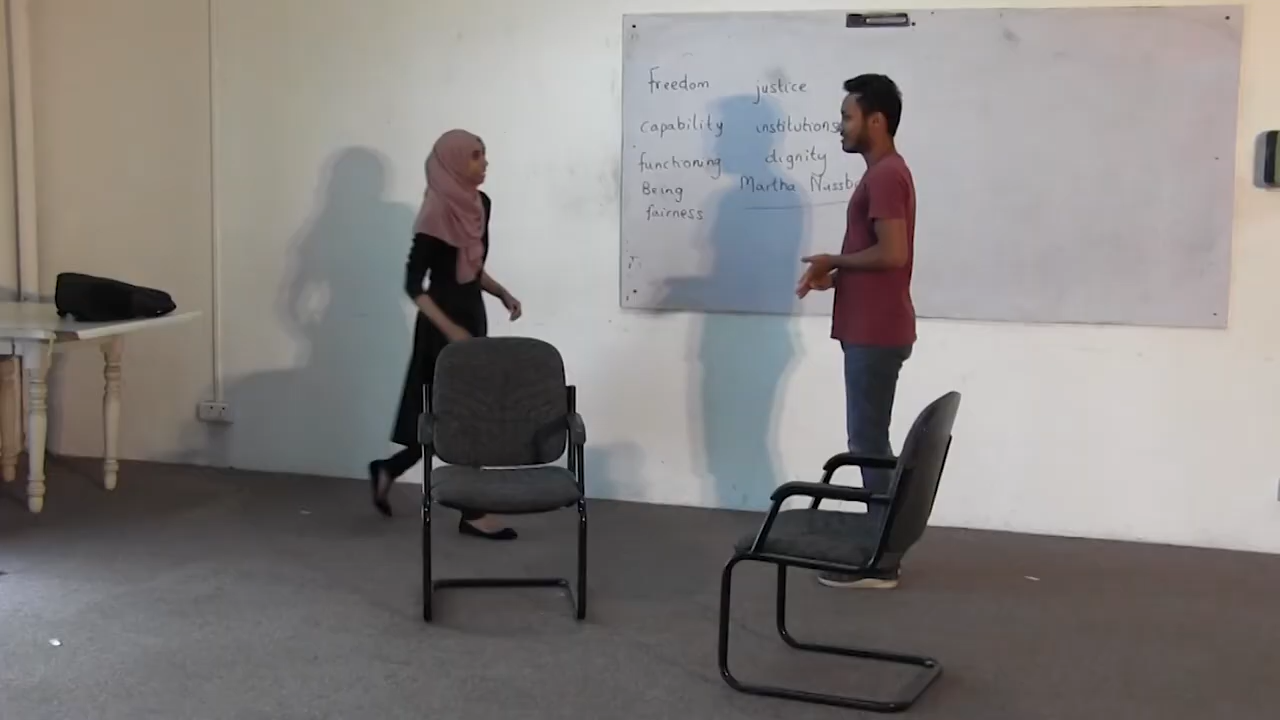 freedom justice
capability institutions
functioning dignity
Being Martha Nussb
fairness